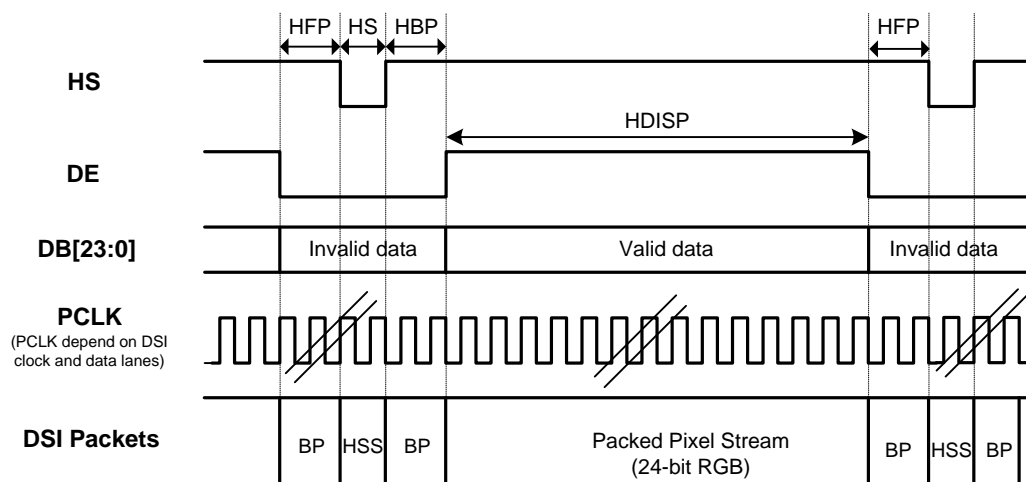 HFP HS HBP HFP
HS
HDISP
DE
DB[23:0] Invalid data Valid data Invalid data
PCLK
(PCLK depend on DSI
clock and data lanes)
DSI Packets BP HSS BP Packed Pixel Stream BP HSS BP
(24-bit RGB)